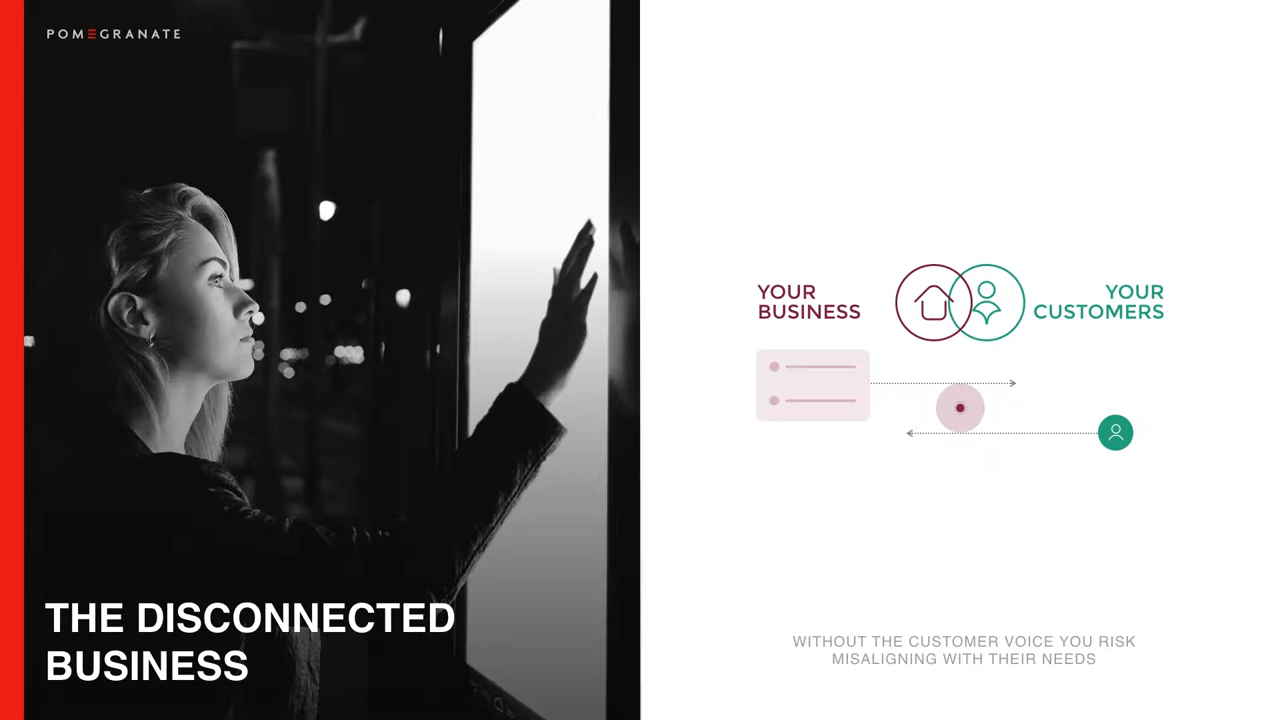 POMEGRANATE
THE DISCONNECTED
BUSINESS
YOUR
BUSINESS
YOUR
CUSTOMERS
WITHOUT THE CUSTOMER VOICE YOU RISK
MISALIGNING WITH THEIR NEEDS